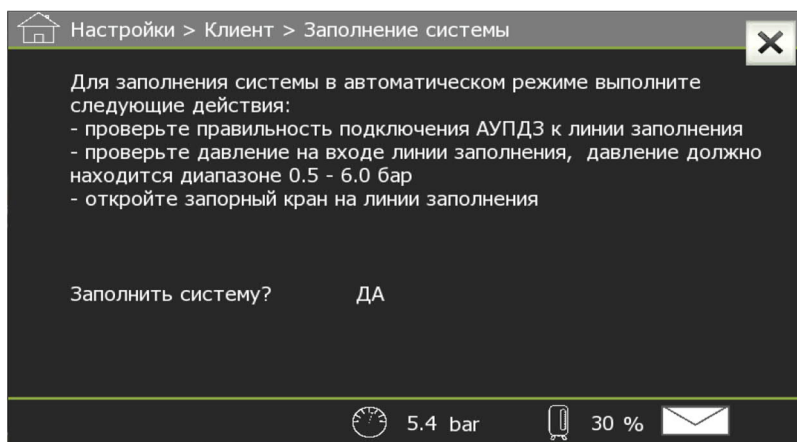 Настройки > Клиент > Заполнение системы
Для заполнения системы в автоматическом режиме выполните
следующие действия:
- проверьте правильность подключения АУПДЗ к линии заполнения
- проверьте давление на входе линии заполнения, давление должно
находится диапазоне 0.5 - 6.0 бар
- откройте запорный кран на линии заполнения
Заполнить систему? ДА
5.4 bar 30 %